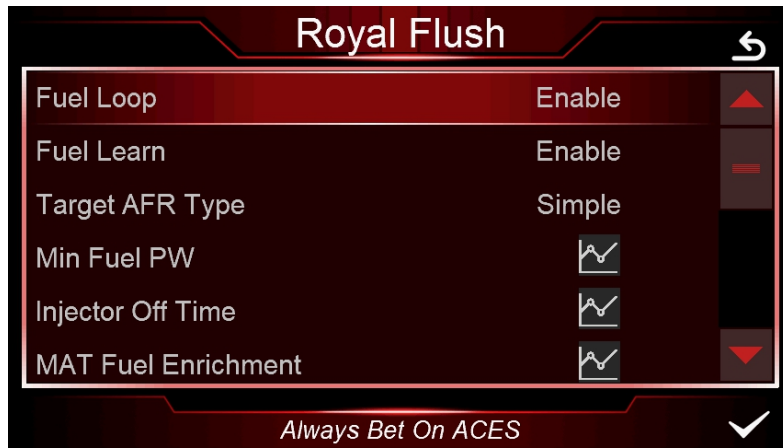 Royal Flush
Fuel Loop Enable
Fuel Learn Enable
Target AFR Type Simple
Min Fuel PW
Injector Off Time
MAT Fuel Enrichment
Always Bet On ACES